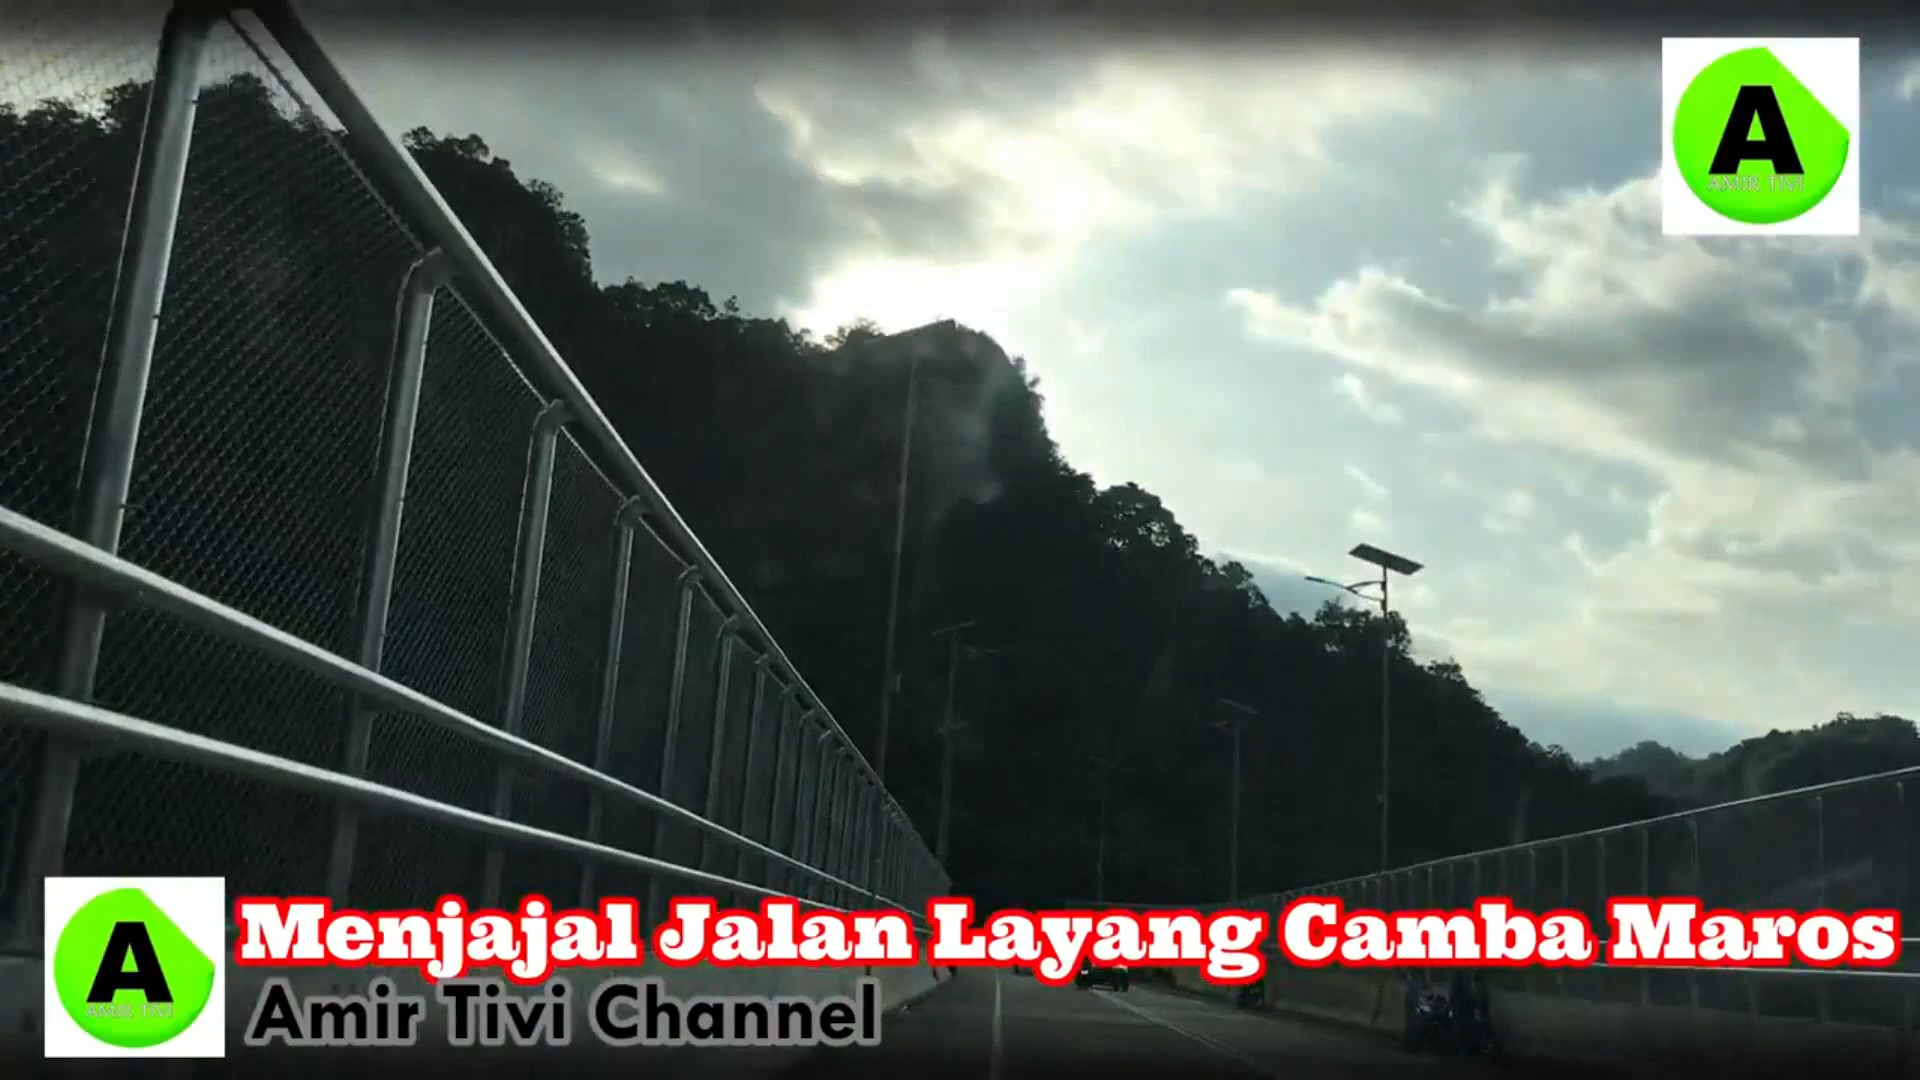 A
AMIR TIVI
A
AMIR TIVI
Menjajal Jalan Layang Camba Maros
Amir Tivi Channel